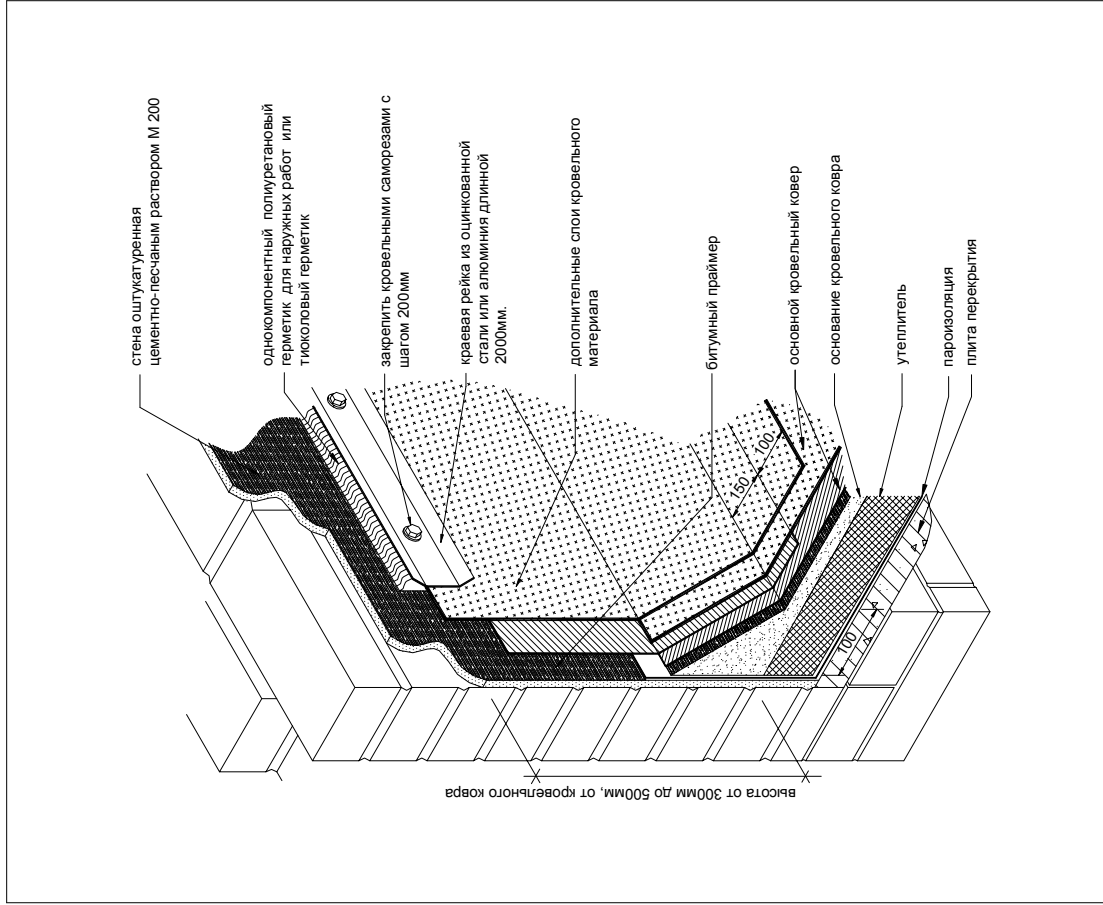 стена оштукатуренная
цементно-песчаным раствором М 200
однокомпонентный полиуретановый
герметик для наружных работ или
тиоколовый герметик
закрепить кровельными саморезами с
шагом 200мм
краевая рейка из оцинкованной
стали или алюминия длинной
2000мм.
дополнительные слои кровельного
материала
битумный праймер
основной кровельный ковер
основание кровельного ковра
утеплитель
пароизоляция
плита перекрытия
150
100
100
высота от 300мм до 500мм, от кровельного ковра